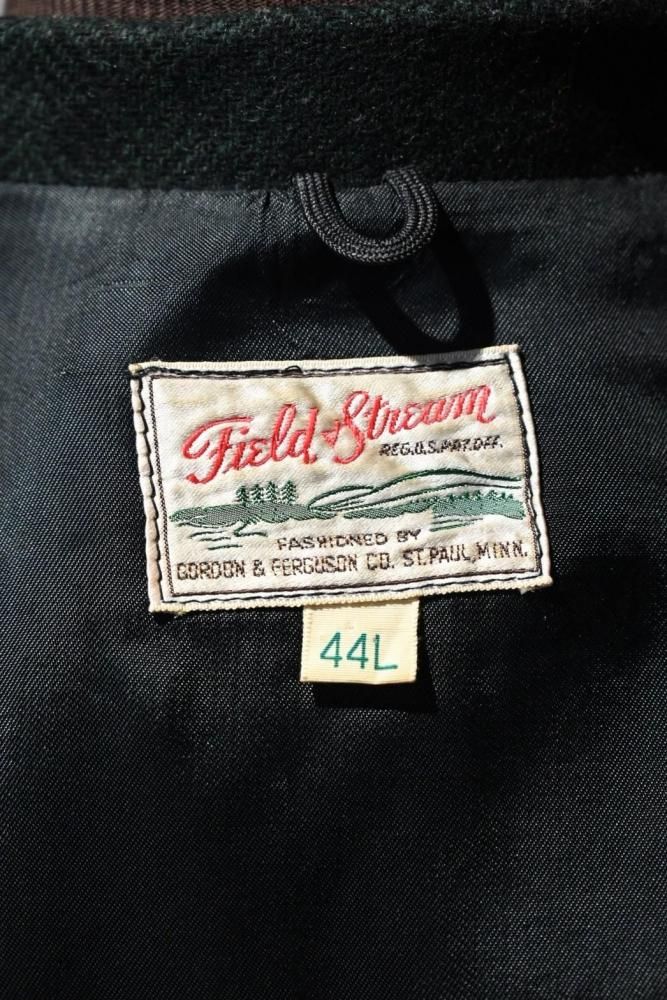 Field & Stream
REG.U.S.PAT.OFF.
FASHIONED BY
GORDON & FERGUSON CO. ST.PAUL, MINN.
44L